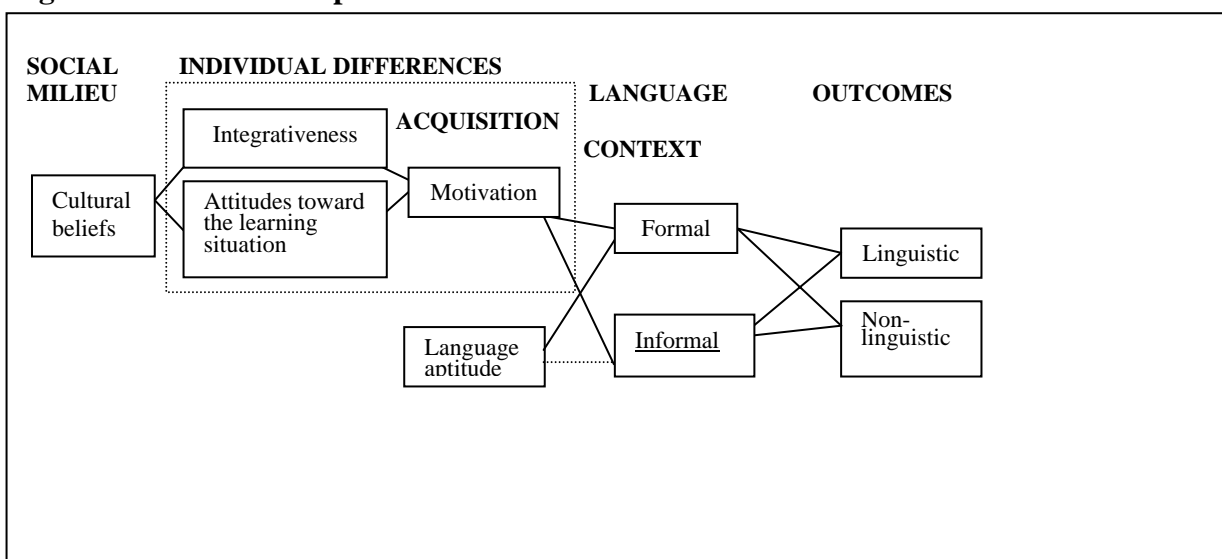 SOCIAL
MILIEU
INDIVIDUAL DIFFERENCES
ACQUISITION
LANGUAGE
CONTEXT
OUTCOMES
Cultural
beliefs
Integrativeness
Attitudes toward
the learning
situation
Motivation
Language
aptitude
Formal
Informal
Linguistic
Non-
linguistic